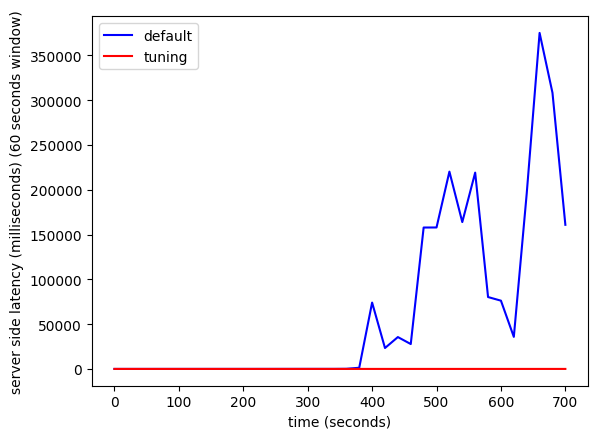 default
tuning
server side latency (milliseconds) (60 seconds window)
350000
300000
250000
200000
150000
100000
50000
0
0 100 200 300 400 500 600 700
time (seconds)